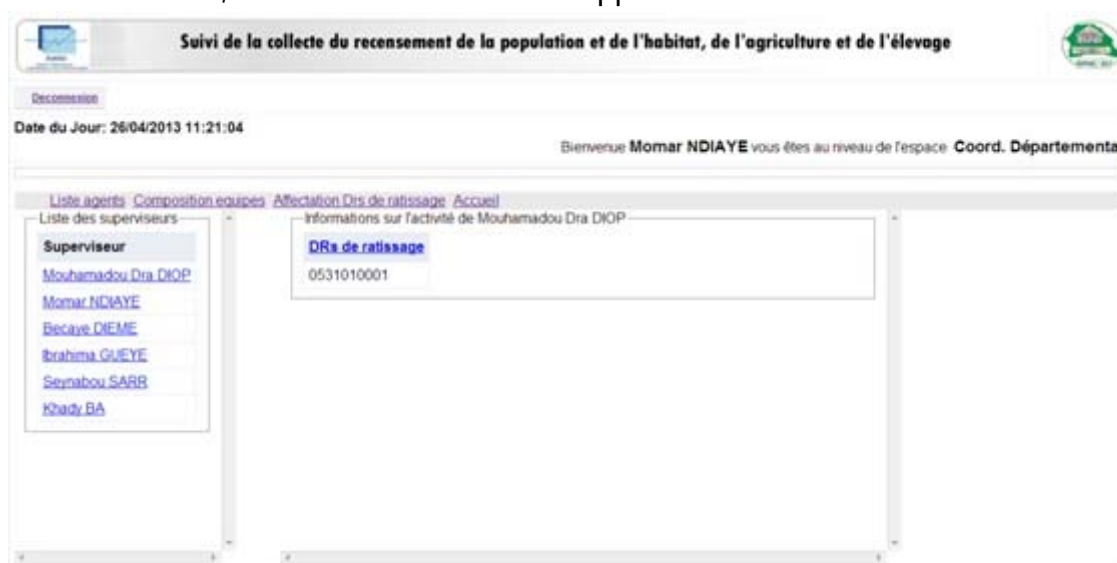 Suivi de la collecte du recensement de la population et de l'habitat, de l'agriculture et de l'élevage
Deconnexion
Date du Jour: 26/04/2013 11:21:04
Bienvenue Momar NDIAYE vous êtes au niveau de l'espace Coord. Départementa
Liste agents Composition equipes Affectation Drs de ratissage Accueil
Liste des superviseurs
Superviseur
Mouhamadou Dra DIOP
Momar NDIAYE
Becaye DIEME
Ibrahima GUEYE
Seynabou SARR
Khady BA
Informations sur l'activité de Mouhamadou Dra DIOP
DRs de ratissage
0531010001